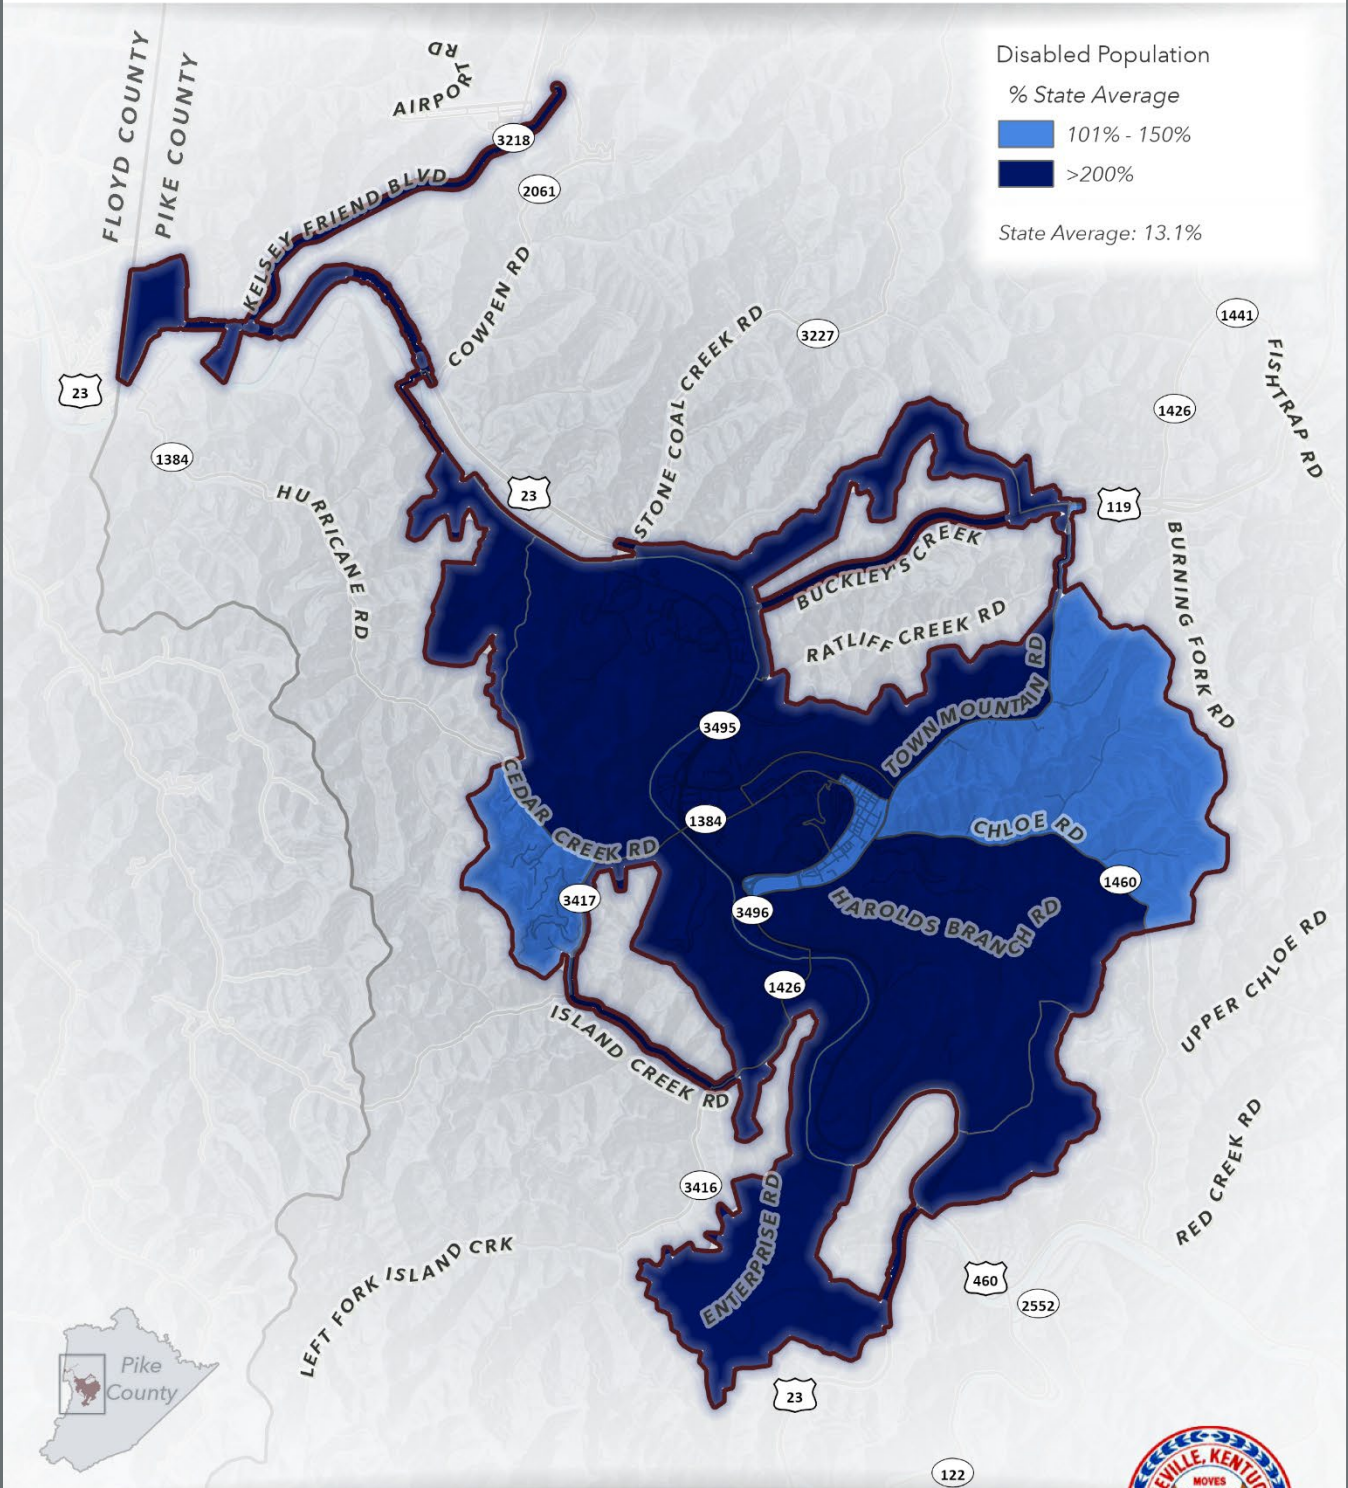 Disabled Population
% State Average
101% - 150%
>200%
State Average: 13.1%
FLOYD COUNTY
PIKE COUNTY
AIRPORT RD
3218
KELSEY FRIEND BLVD
2061
COWPEN RD
STONE COAL CREEK RD
3227
1441
FISHTRAP RD
23
1426
1384
HURRICANE RD
23
119
BURNING FORK RD
BUCKLEY'S CREEK
RATLIFF CREEK RD
TOWN MOUNTAIN RD
3495
CEDAR CREEK RD
1384
CHLOE RD
1460
3417
3496
HAROLDS BRANCH RD
UPPER CHLOE RD
1426
ISLAND CREEK RD
RED CREEK RD
3416
ENTERPRISE RD
LEFT FORK ISLAND CRK
460
2552
Pike
County
23
122
KENTUC
MOVES